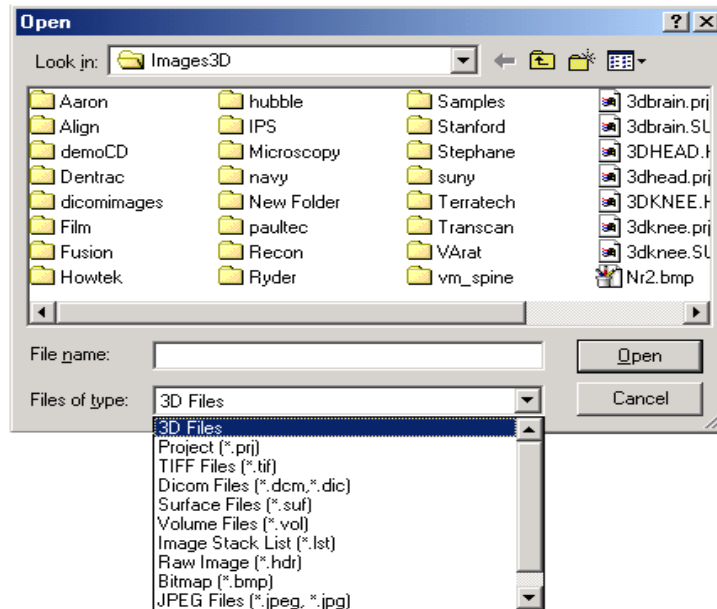 Open
Look in: Images3D
Aaron hubble Samples 3dbrain.prj
Align IPS Stanford 3dbrain.SU
demoCD Microscopy Stephane 3DHEAD.H
Dentrac navy suny 3dhead.prj
dicomimages New Folder Terratech 3DKNEE.H
Film paultec Transcan 3dknee.prj
Fusion Recon VArat 3dknee.SU
Howtek Ryder vm_spine Nr2.bmp
File name: Open
Files of type: 3D Files Cancel
3D Files
Project (*.prj)
TIFF Files (*.tif)
Dicom Files (*.dcm,*.dic)
Surface Files (*.suf)
Volume Files (*.vol)
Image Stack List (*.lst)
Raw Image (*.hdr)
Bitmap (*.bmp)
JPEG Files (*.jpeg, *.jpg)